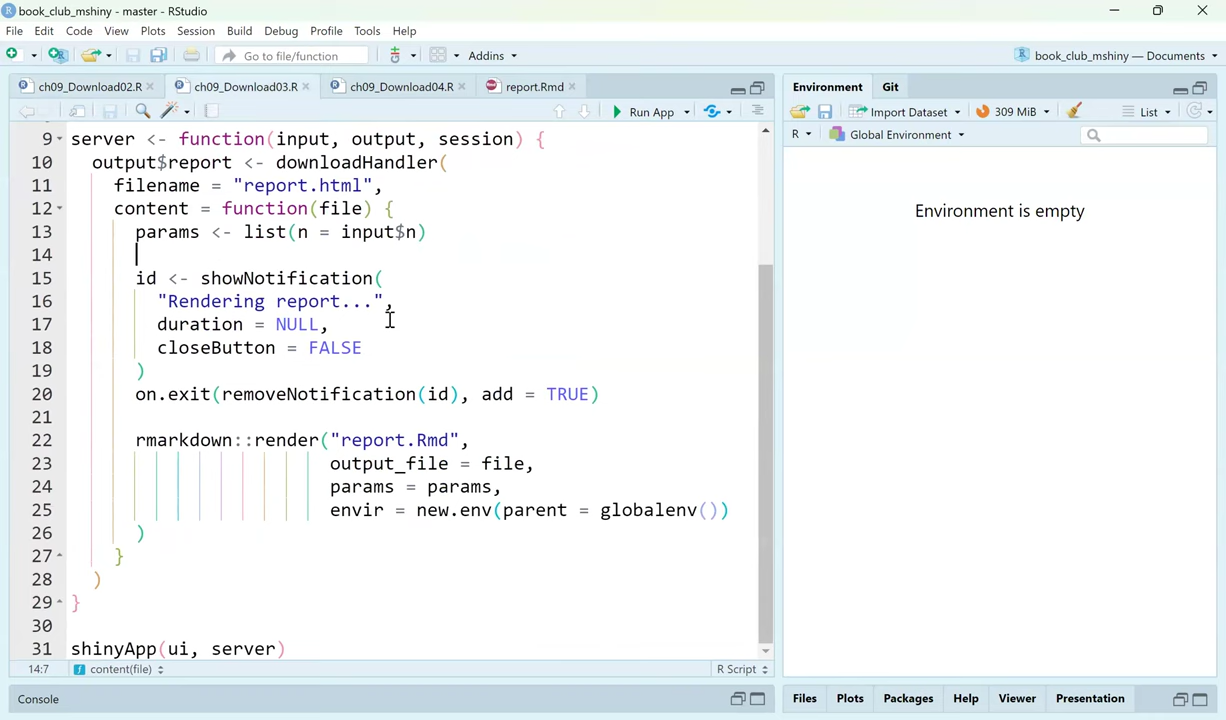 book_club_mshiny - master - RStudio
File Edit Code View Plots Session Build Debug Profile Tools Help
Go to file/function Addins book_club_mshiny — Documents
ch09_Download02.R ch09_Download03.R ch09_Download04.R report.Rmd
Run App
9 server <- function(input, output, session) {
10 output$report <- downloadHandler(
11 filename = "report.html",
12 content = function(file) {
13 params <- list(n = input$n)
14
15 id <- showNotification(
16 "Rendering report...",
17 duration = NULL,
18 closeButton = FALSE
19 )
20 on.exit(removeNotification(id), add = TRUE)
21
22 rmarkdown::render("report.Rmd",
23 output_file = file,
24 params = params,
25 envir = new.env(parent = globalenv())
26 )
27 }
28 )
29 }
30
31 shinyApp(ui, server)
14:7 content(file) R Script
Console
Environment Git
Import Dataset 309 MiB List
R Global Environment
Environment is empty
Files Plots Packages Help Viewer Presentation